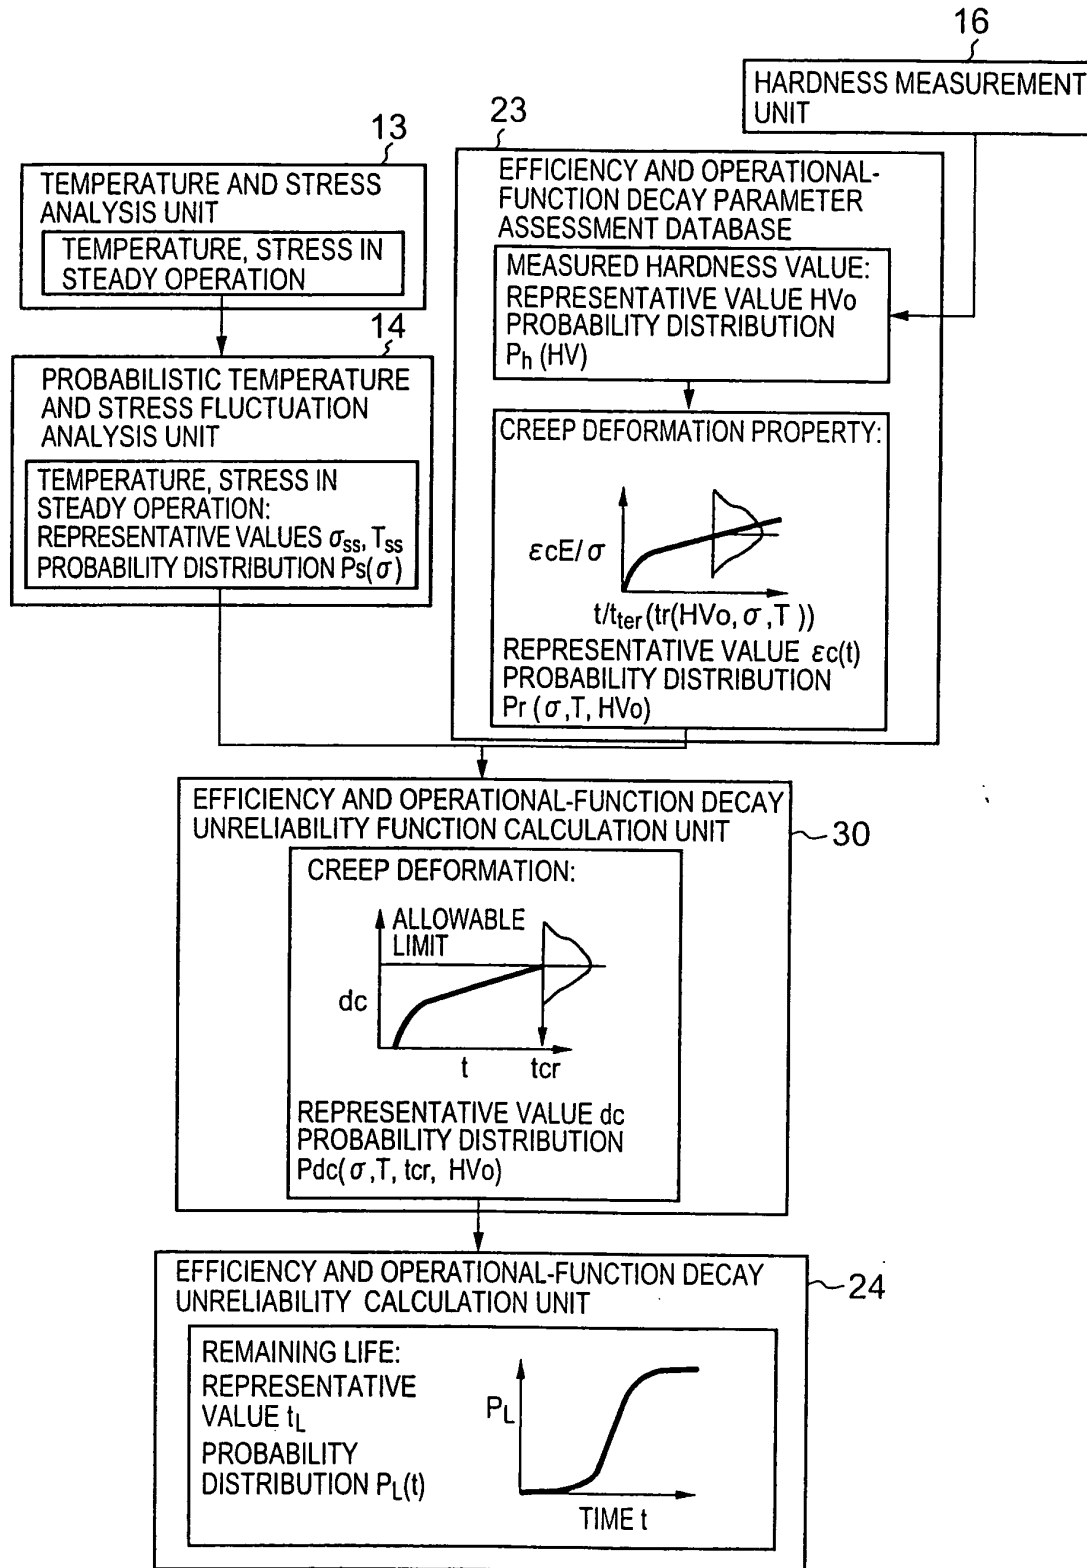 16
HARDNESS MEASUREMENT
UNIT
13
TEMPERATURE AND STRESS
ANALYSIS UNIT
TEMPERATURE, STRESS IN
STEADY OPERATION
23
EFFICIENCY AND OPERATIONAL-
FUNCTION DECAY PARAMETER
ASSESSMENT DATABASE
MEASURED HARDNESS VALUE:
REPRESENTATIVE VALUE HVo
PROBABILITY DISTRIBUTION
Ph (HV)
14
PROBABILISTIC TEMPERATURE
AND STRESS FLUCTUATION
ANALYSIS UNIT
TEMPERATURE, STRESS IN
STEADY OPERATION:
REPRESENTATIVE VALUES σss, Tss
PROBABILITY DISTRIBUTION Ps(σ)
CREEP DEFORMATION PROPERTY:
εcE/σ
t/tter(tr(HVo, σ,T ))
REPRESENTATIVE VALUE εc(t)
PROBABILITY DISTRIBUTION
Pr (σ,T, HVo)
EFFICIENCY AND OPERATIONAL-FUNCTION DECAY
UNRELIABILITY FUNCTION CALCULATION UNIT
30
CREEP DEFORMATION:
ALLOWABLE
LIMIT
dc
t
tcr
REPRESENTATIVE VALUE dc
PROBABILITY DISTRIBUTION
Pdc(σ,T, tcr, HVo)
EFFICIENCY AND OPERATIONAL-FUNCTION DECAY
UNRELIABILITY CALCULATION UNIT
24
REMAINING LIFE:
REPRESENTATIVE
VALUE tL
PROBABILITY
DISTRIBUTION PL(t)
PL
TIME t